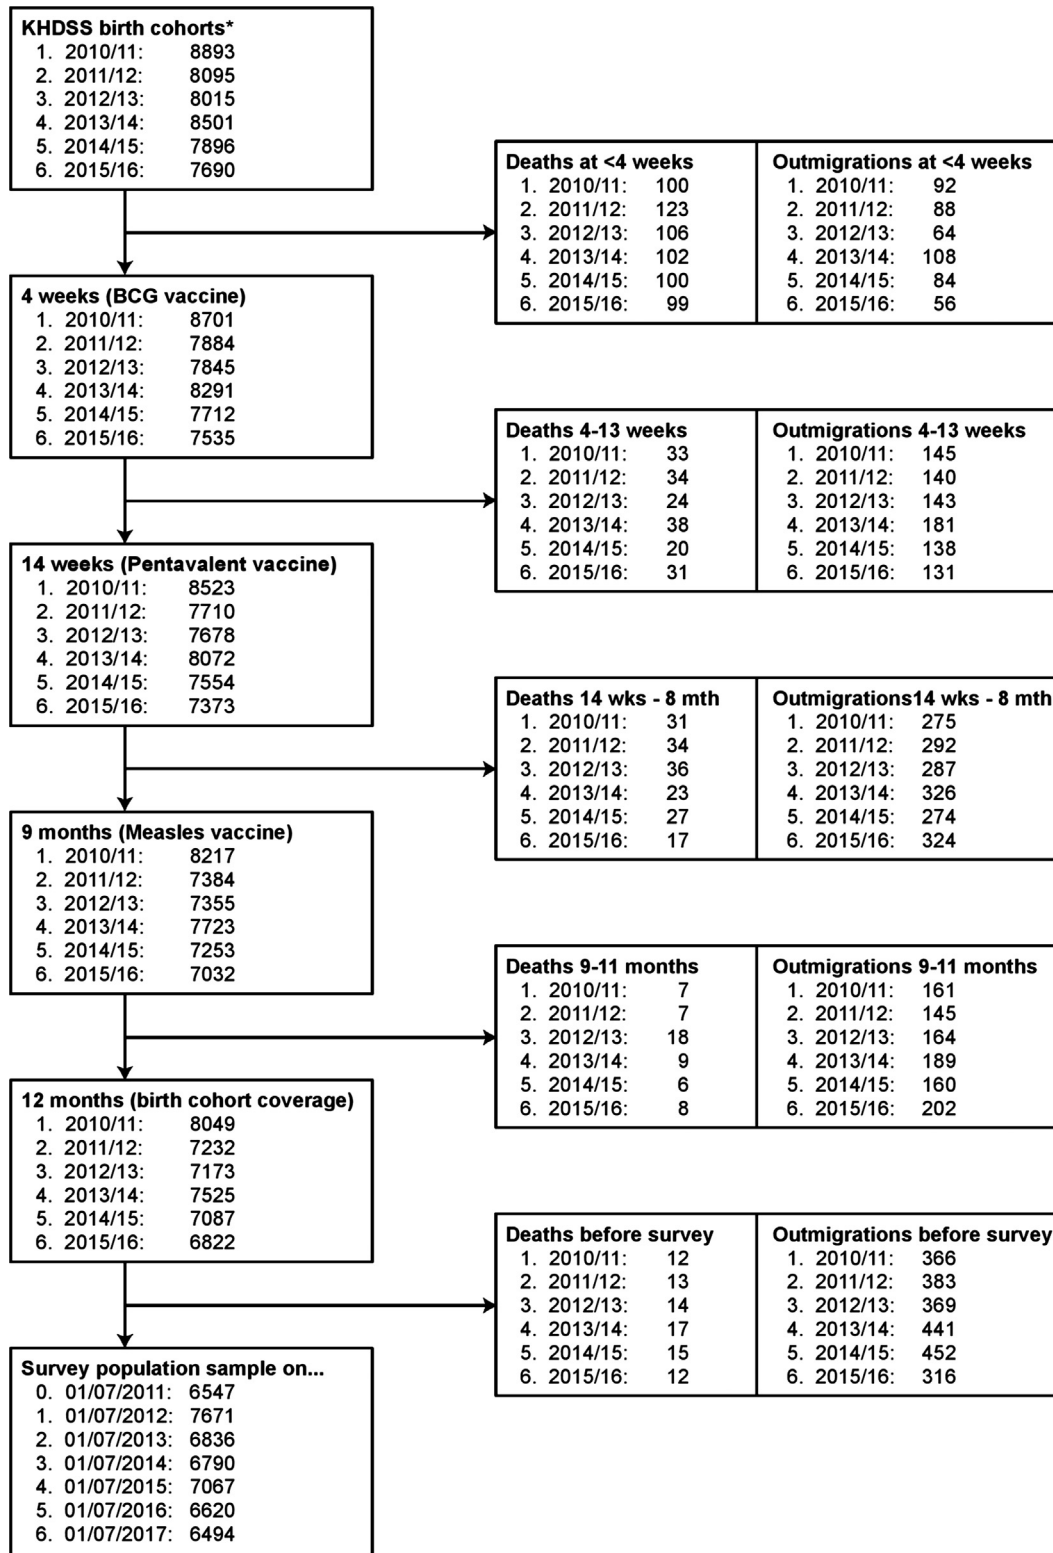 KHDSS birth cohorts*
1. 2010/11: 8893
2. 2011/12: 8095
3. 2012/13: 8015
4. 2013/14: 8501
5. 2014/15: 7896
6. 2015/16: 7690
Deaths at <4 weeks
1. 2010/11: 100
2. 2011/12: 123
3. 2012/13: 106
4. 2013/14: 102
5. 2014/15: 100
6. 2015/16: 99
Outmigrations at <4 weeks
1. 2010/11: 92
2. 2011/12: 88
3. 2012/13: 64
4. 2013/14: 108
5. 2014/15: 84
6. 2015/16: 56
4 weeks (BCG vaccine)
1. 2010/11: 8701
2. 2011/12: 7884
3. 2012/13: 7845
4. 2013/14: 8291
5. 2014/15: 7712
6. 2015/16: 7535
Deaths 4-13 weeks
1. 2010/11: 33
2. 2011/12: 34
3. 2012/13: 24
4. 2013/14: 38
5. 2014/15: 20
6. 2015/16: 31
Outmigrations 4-13 weeks
1. 2010/11: 145
2. 2011/12: 140
3. 2012/13: 143
4. 2013/14: 181
5. 2014/15: 138
6. 2015/16: 131
14 weeks (Pentavalent vaccine)
1. 2010/11: 8523
2. 2011/12: 7710
3. 2012/13: 7678
4. 2013/14: 8072
5. 2014/15: 7554
6. 2015/16: 7373
Deaths 14 wks - 8 mth
1. 2010/11: 31
2. 2011/12: 34
3. 2012/13: 36
4. 2013/14: 23
5. 2014/15: 27
6. 2015/16: 17
Outmigrations14 wks - 8 mth
1. 2010/11: 275
2. 2011/12: 292
3. 2012/13: 287
4. 2013/14: 326
5. 2014/15: 274
6. 2015/16: 324
9 months (Measles vaccine)
1. 2010/11: 8217
2. 2011/12: 7384
3. 2012/13: 7355
4. 2013/14: 7723
5. 2014/15: 7253
6. 2015/16: 7032
Deaths 9-11 months
1. 2010/11: 7
2. 2011/12: 7
3. 2012/13: 18
4. 2013/14: 9
5. 2014/15: 6
6. 2015/16: 8
Outmigrations 9-11 months
1. 2010/11: 161
2. 2011/12: 145
3. 2012/13: 164
4. 2013/14: 189
5. 2014/15: 160
6. 2015/16: 202
12 months (birth cohort coverage)
1. 2010/11: 8049
2. 2011/12: 7232
3. 2012/13: 7173
4. 2013/14: 7525
5. 2014/15: 7087
6. 2015/16: 6822
Deaths before survey
1. 2010/11: 12
2. 2011/12: 13
3. 2012/13: 14
4. 2013/14: 17
5. 2014/15: 15
6. 2015/16: 12
Outmigrations before survey
1. 2010/11: 366
2. 2011/12: 383
3. 2012/13: 369
4. 2013/14: 441
5. 2014/15: 452
6. 2015/16: 316
Survey population sample on...
0. 01/07/2011: 6547
1. 01/07/2012: 7671
2. 01/07/2013: 6836
3. 01/07/2014: 6790
4. 01/07/2015: 7067
5. 01/07/2016: 6620
6. 01/07/2017: 6494